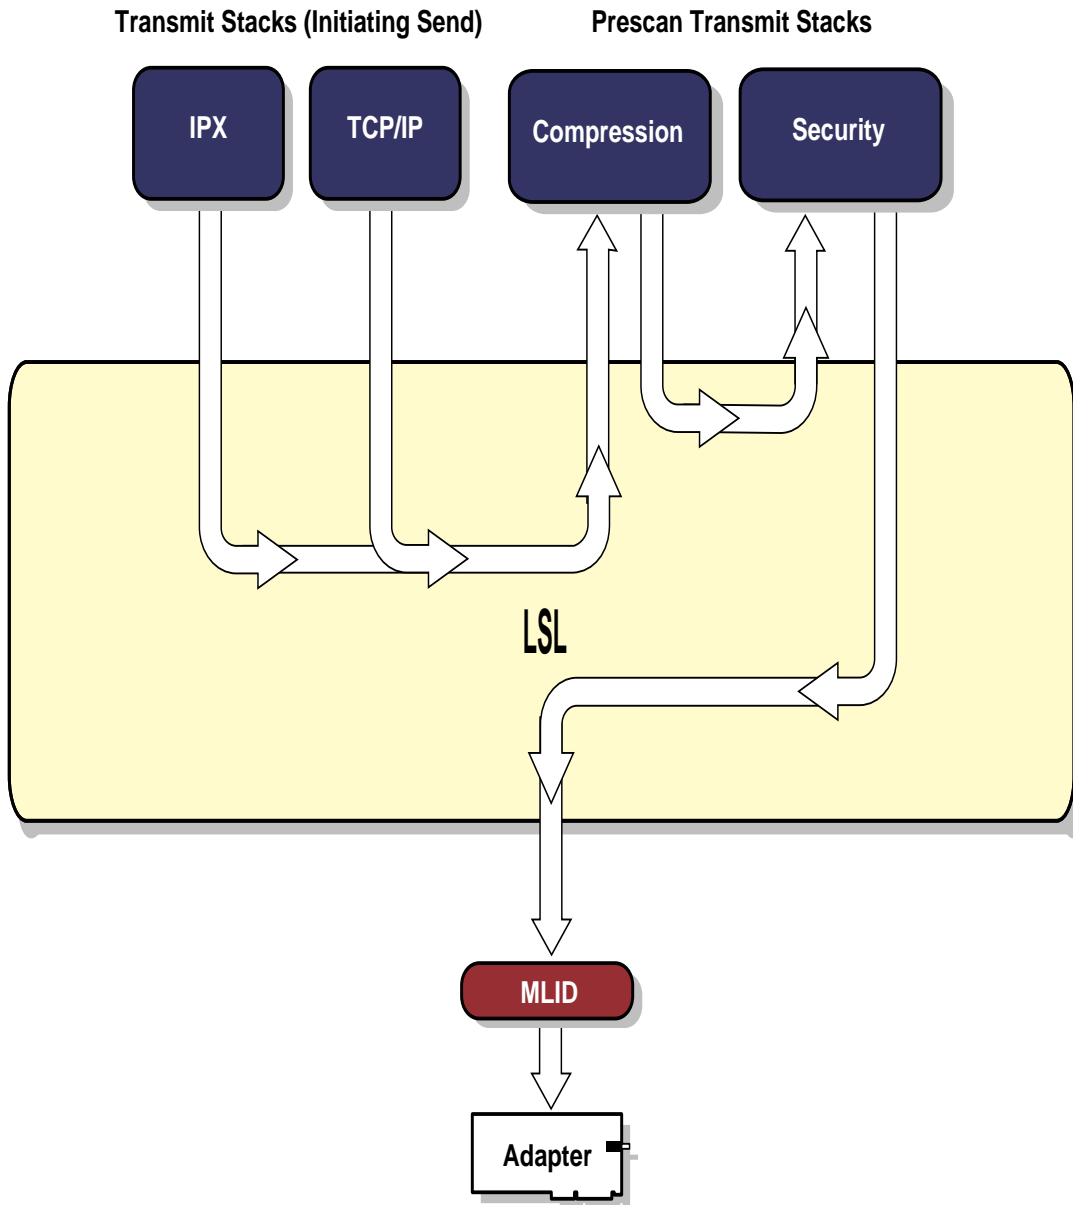 Transmit Stacks (Initiating Send)
Prescan Transmit Stacks
IPX
TCP/IP
Compression
Security
LSL
MLID
Adapter